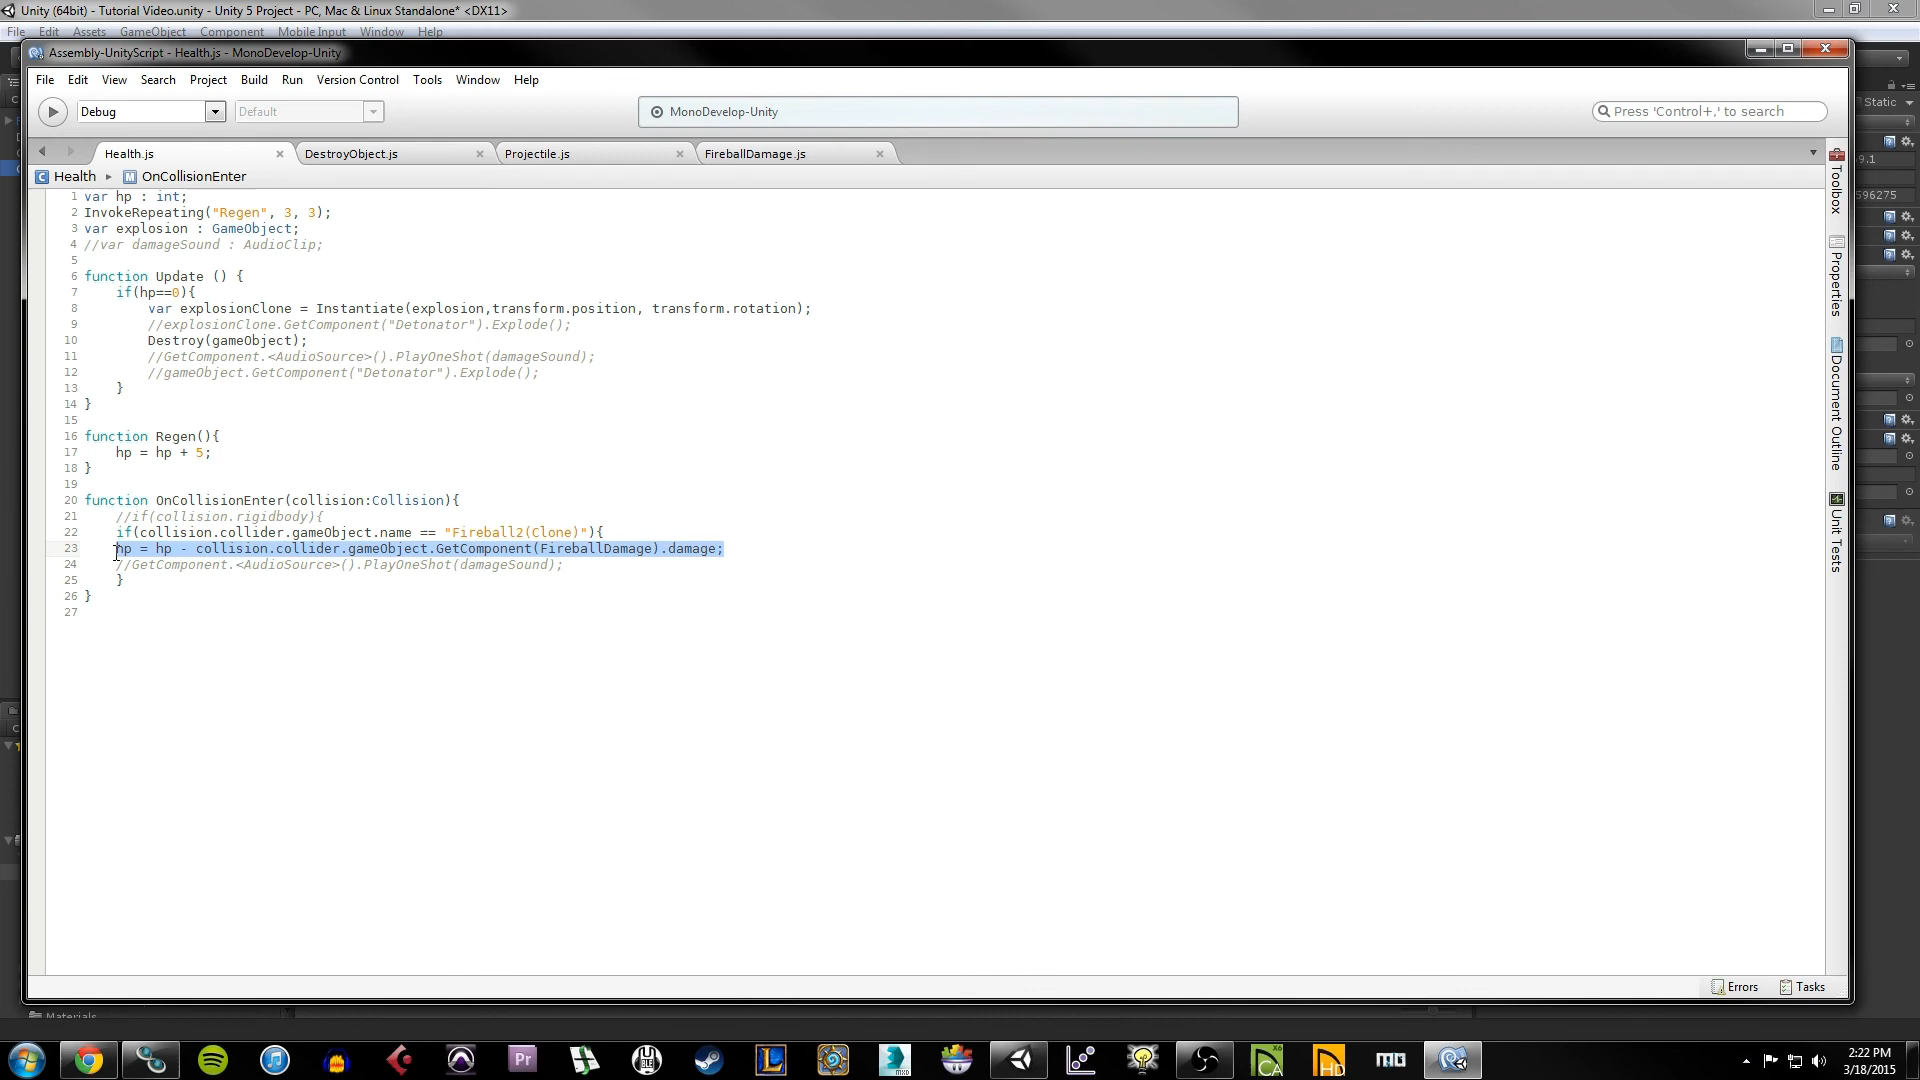 Unity (64bit) - Tutorial Video.unity - Unity 5 Project - PC, Mac & Linux Standalone* <DX11>
File Edit Assets GameObject Component Mobile Input Window Help
Assembly-UnityScript - Health.js - MonoDevelop-Unity
File Edit View Search Project Build Run Version Control Tools Window Help
Debug Default MonoDevelop-Unity Press 'Control+,' to search
Static
Health.js DestroyObject.js Projectile.js FireballDamage.js
9.1
Health ▸ OnCollisionEnter
596275
1 var hp : int;
2 InvokeRepeating("Regen", 3, 3);
3 var explosion : GameObject;
4 //var damageSound : AudioClip;
5
6 function Update () {
7 if(hp==0){
8 var explosionClone = Instantiate(explosion,transform.position, transform.rotation);
9 //explosionClone.GetComponent("Detonator").Explode();
10 Destroy(gameObject);
11 //GetComponent.<AudioSource>().PlayOneShot(damageSound);
12 //gameObject.GetComponent("Detonator").Explode();
13 }
14 }
15
16 function Regen(){
17 hp = hp + 5;
18 }
19
20 function OnCollisionEnter(collision:Collision){
21 //if(collision.rigidbody){
22 if(collision.collider.gameObject.name == "Fireball2(Clone)"){
23 hp = hp - collision.collider.gameObject.GetComponent(FireballDamage).damage;
24 //GetComponent.<AudioSource>().PlayOneShot(damageSound);
25 }
26 }
27
Toolbox
Properties
Document Outline
Unit Tests
Errors Tasks
Materials
Pr
2:22 PM
3/18/2015